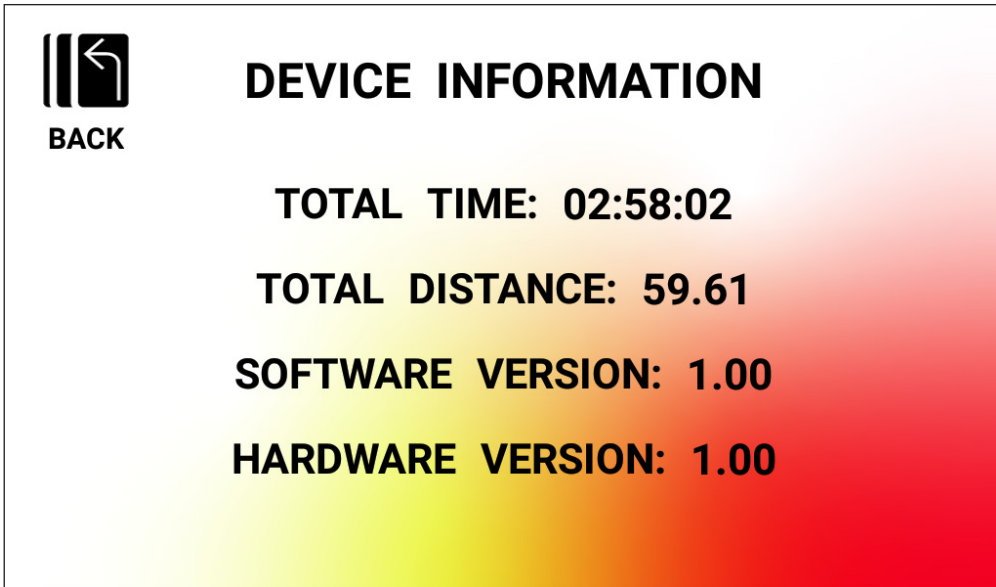 BACK
DEVICE INFORMATION
TOTAL TIME: 02:58:02
TOTAL DISTANCE: 59.61
SOFTWARE VERSION: 1.00
HARDWARE VERSION: 1.00